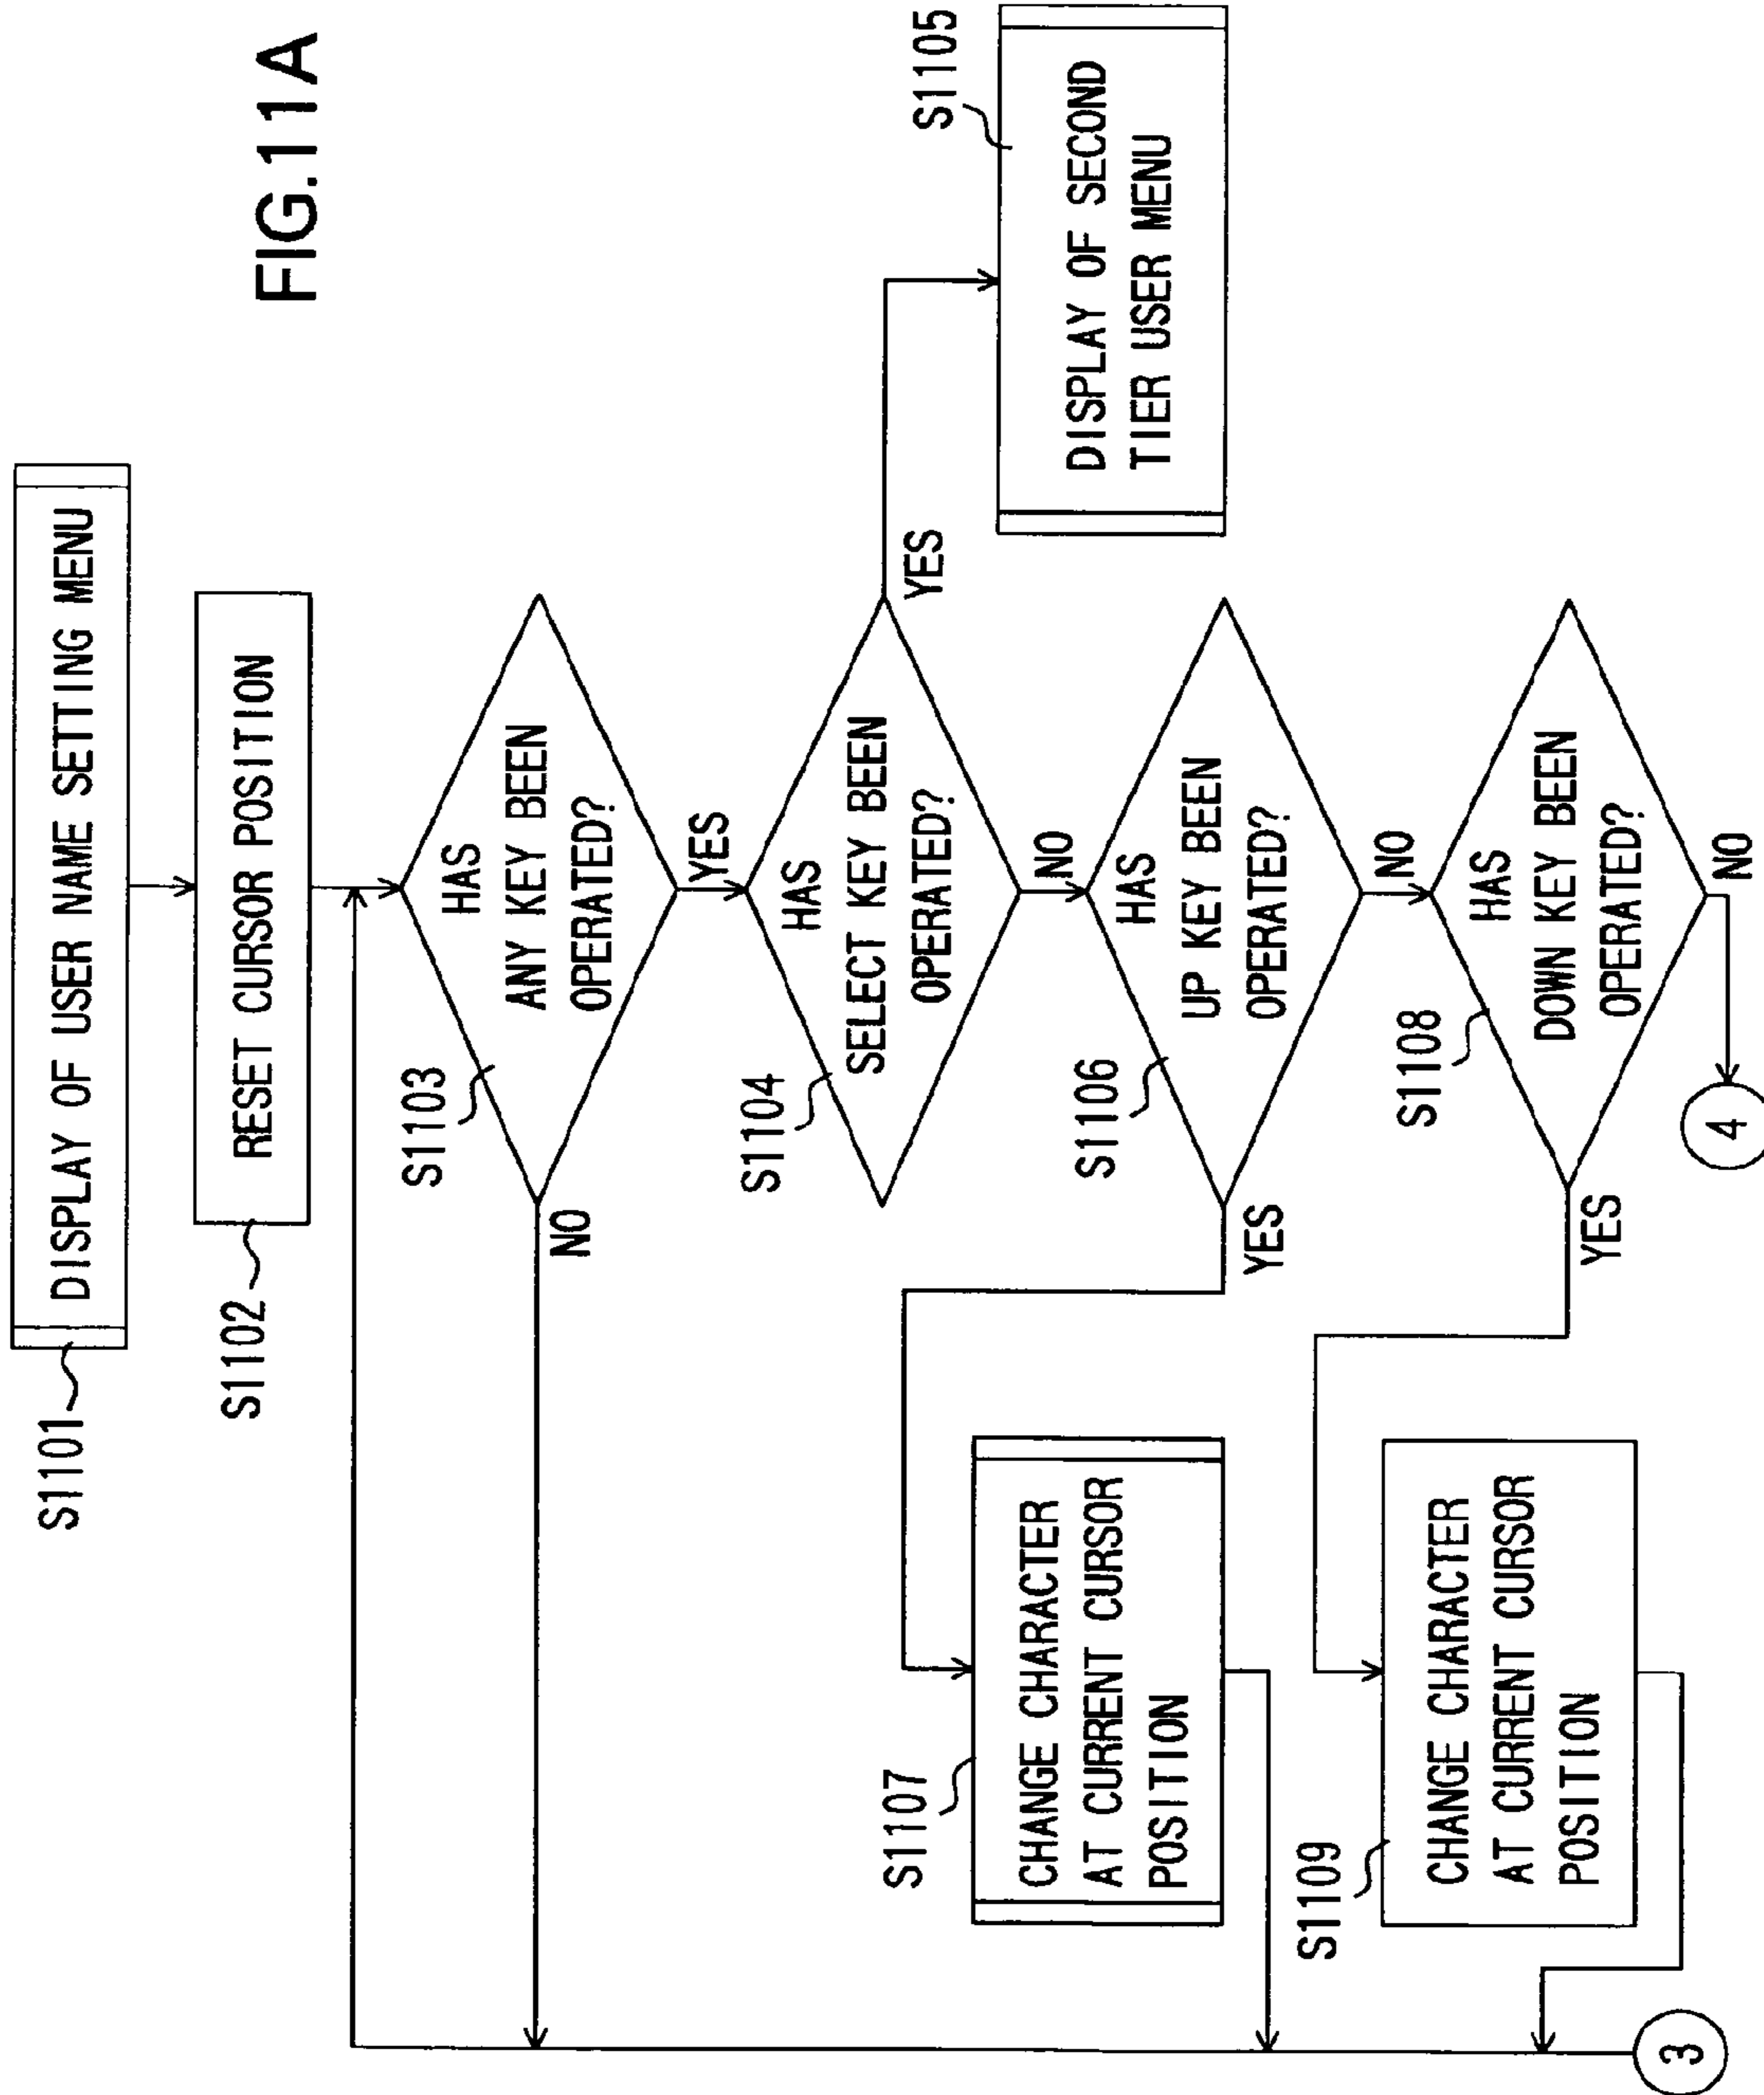 FIG.11A
S1101
DISPLAY OF USER NAME SETTING MENU
S1102
RESET CURSOR POSITION
S1103
HAS
ANY KEY BEEN
OPERATED?
NO
YES
S1104
HAS
SELECT KEY BEEN
OPERATED?
YES
NO
S1105
DISPLAY OF SECOND
TIER USER MENU
S1106
HAS
UP KEY BEEN
OPERATED?
YES
NO
S1107
CHANGE CHARACTER
AT CURRENT CURSOR
POSITION
S1108
HAS
DOWN KEY BEEN
OPERATED?
YES
NO
S1109
CHANGE CHARACTER
AT CURRENT CURSOR
POSITION
3
4